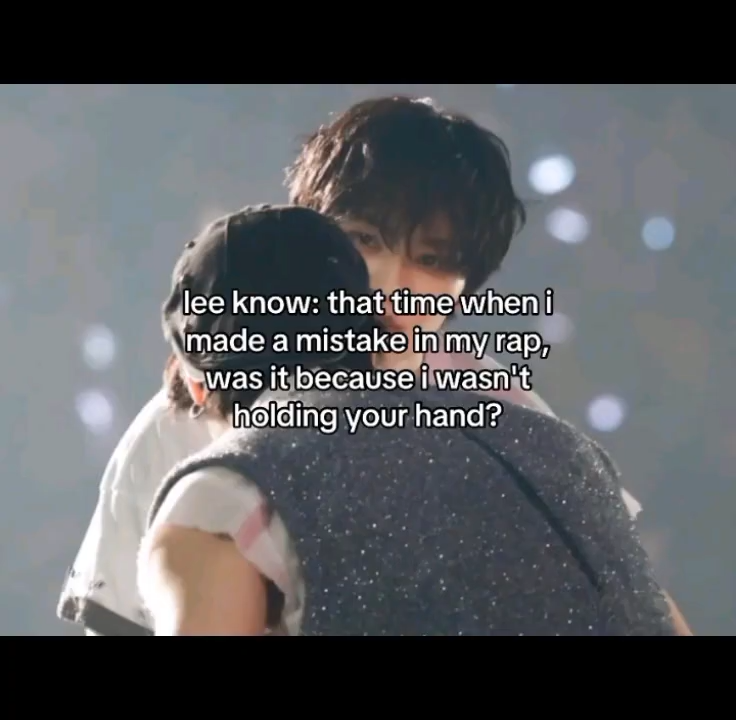 lee know: that time when i
made a mistake in my rap,
was it because i wasn't
holding your hand?